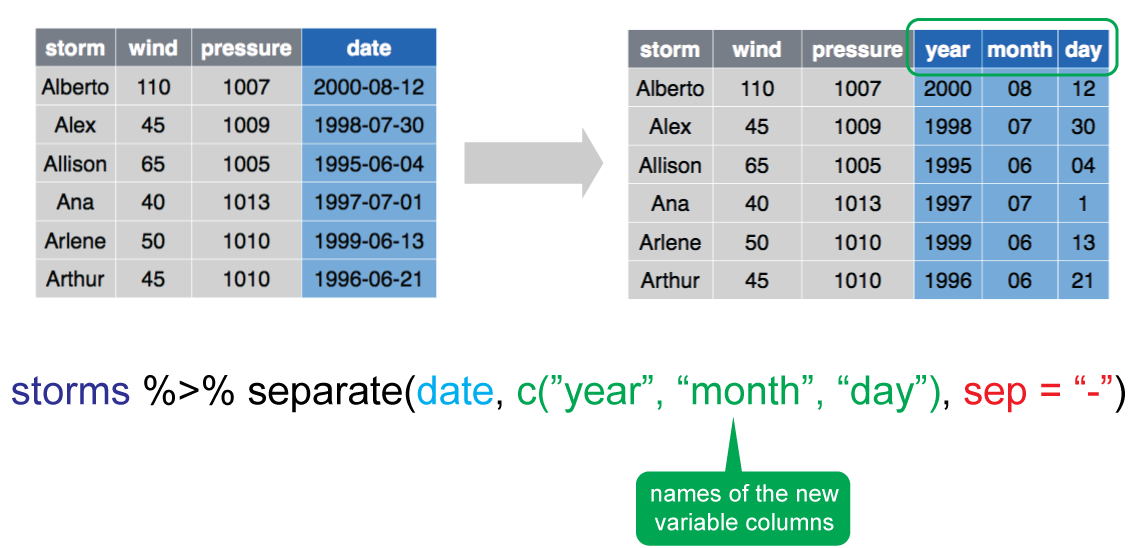 storm wind pressure date
Alberto 110 1007 2000-08-12
Alex 45 1009 1998-07-30
Allison 65 1005 1995-06-04
Ana 40 1013 1997-07-01
Arlene 50 1010 1999-06-13
Arthur 45 1010 1996-06-21
storm wind pressure year month day
Alberto 110 1007 2000 08 12
Alex 45 1009 1998 07 30
Allison 65 1005 1995 06 04
Ana 40 1013 1997 07 1
Arlene 50 1010 1999 06 13
Arthur 45 1010 1996 06 21
storms %>% separate(date, c(”year”, “month”, “day”), sep = “-”)
names of the new
variable columns